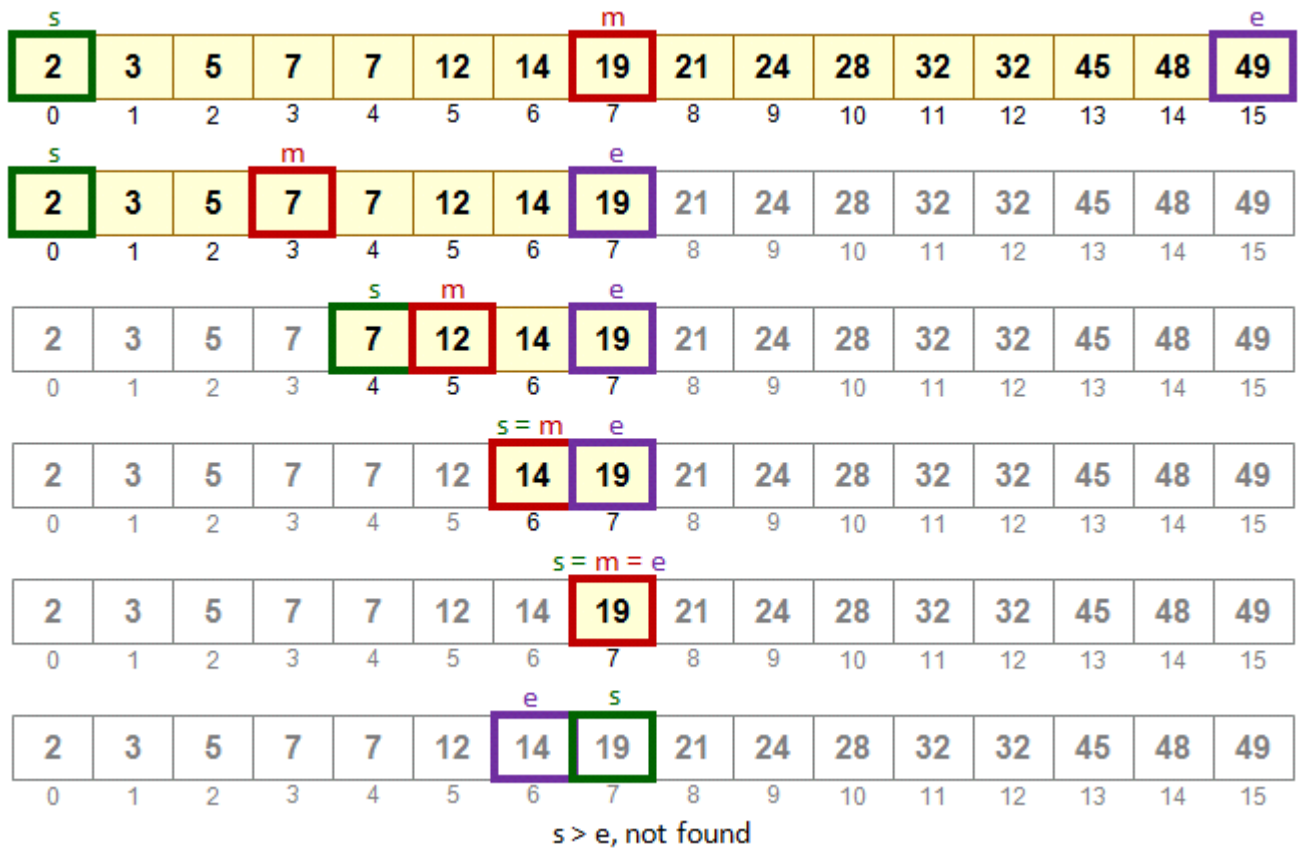 s m e
2 3 5 7 7 12 14 19 21 24 28 32 32 45 48 49
0 1 2 3 4 5 6 7 8 9 10 11 12 13 14 15
s m e
2 3 5 7 7 12 14 19 21 24 28 32 32 45 48 49
0 1 2 3 4 5 6 7 8 9 10 11 12 13 14 15
s m e
2 3 5 7 7 12 14 19 21 24 28 32 32 45 48 49
0 1 2 3 4 5 6 7 8 9 10 11 12 13 14 15
s = m e
2 3 5 7 7 12 14 19 21 24 28 32 32 45 48 49
0 1 2 3 4 5 6 7 8 9 10 11 12 13 14 15
s = m = e
2 3 5 7 7 12 14 19 21 24 28 32 32 45 48 49
0 1 2 3 4 5 6 7 8 9 10 11 12 13 14 15
e s
2 3 5 7 7 12 14 19 21 24 28 32 32 45 48 49
0 1 2 3 4 5 6 7 8 9 10 11 12 13 14 15
s > e, not found